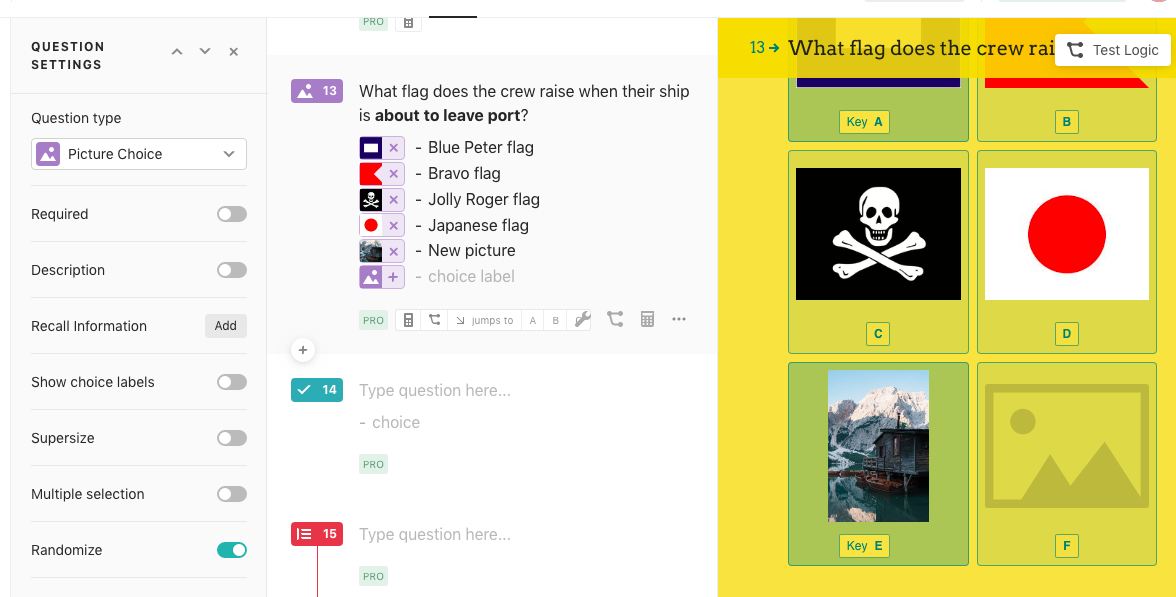 QUESTION
SETTINGS
Question type
Picture Choice
Required
Description
Recall Information
Add
Show choice labels
Supersize
Multiple selection
Randomize
PRO
13
What flag does the crew raise when their ship
is about to leave port?
- Blue Peter flag
- Bravo flag
- Jolly Roger flag
- Japanese flag
- New picture
- choice label
PRO
jumps to
A
B
14
Type question here...
- choice
PRO
15
Type question here...
PRO
13 → What flag does the crew rai
Test Logic
Key A
B
C
D
Key E
F